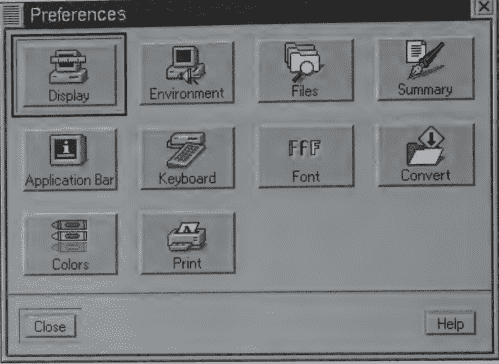 Preferences
Display Environment Files Summary
Application Bar Keyboard FFF Font Convert
Colors Print
Close Help